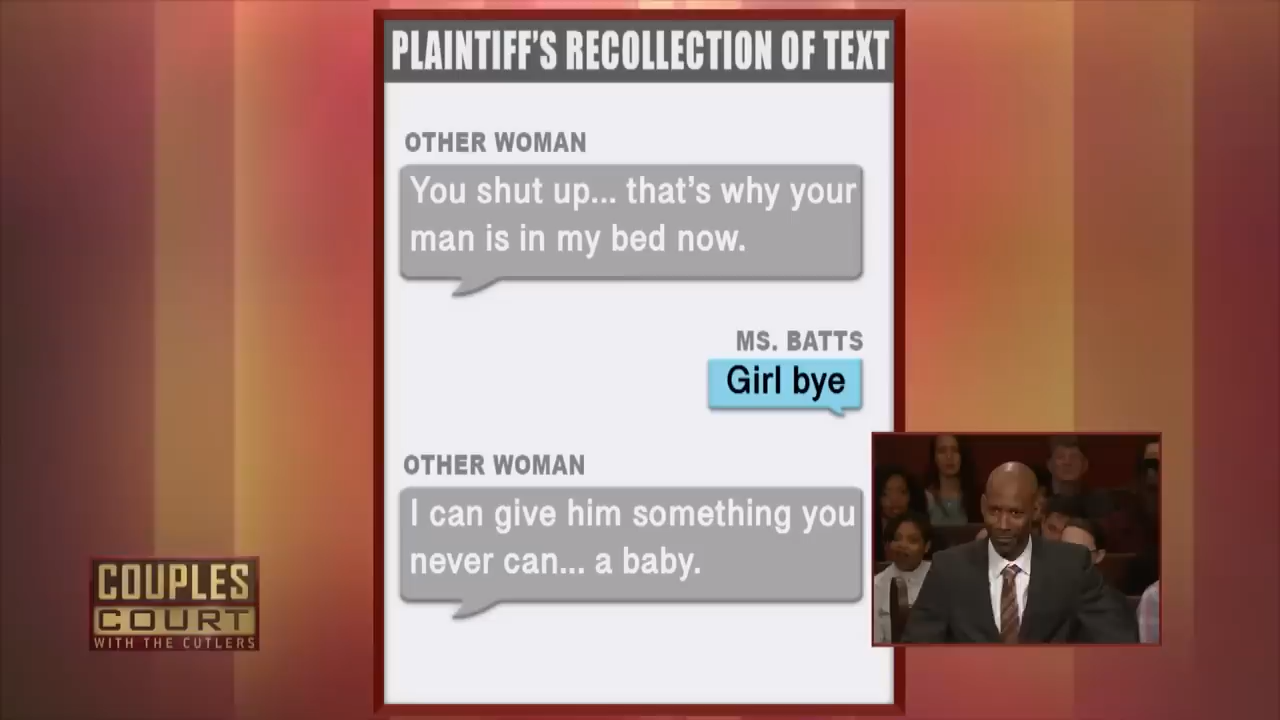 PLAINTIFF'S RECOLLECTION OF TEXT
OTHER WOMAN
You shut up... that's why your
man is in my bed now.
MS. BATTS
Girl bye
OTHER WOMAN
I can give him something you
never can... a baby.
COUPLES
COURT
WITH THE CUTLERS